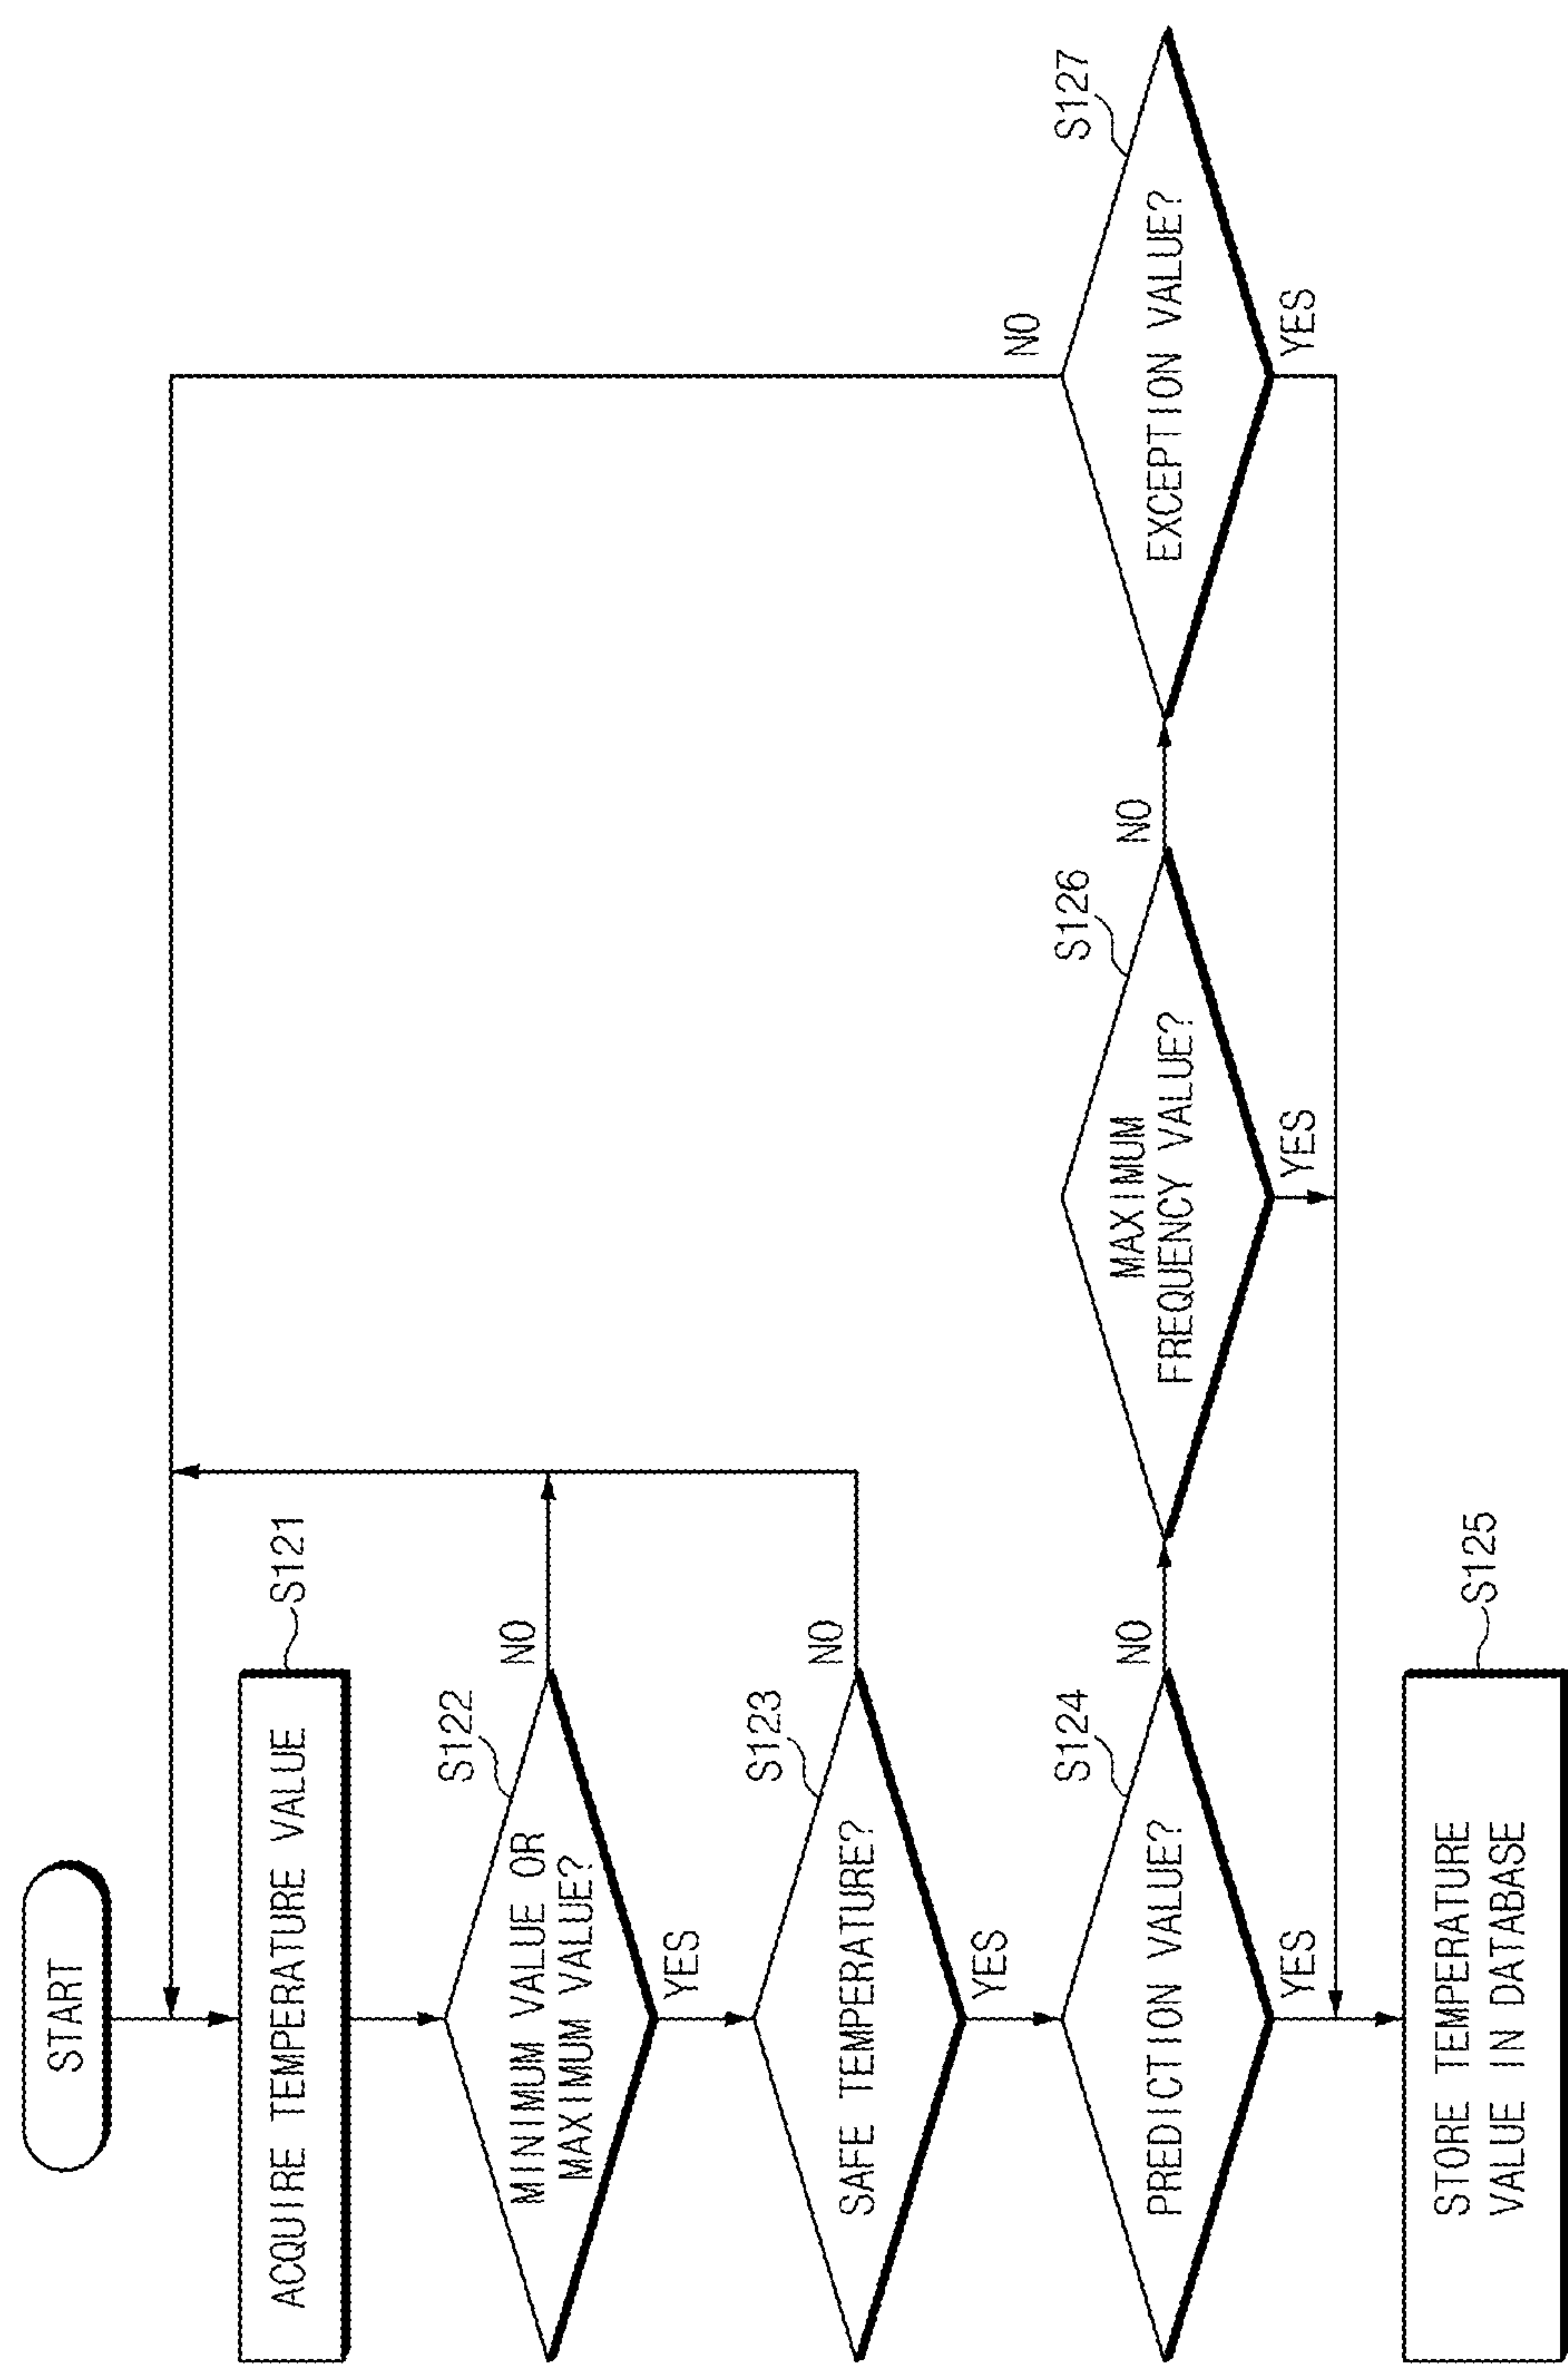 START
ACQUIRE TEMPERATURE VALUE
S121
MINIMUM VALUE OR
MAXIMUM VALUE?
S122
NO
YES
SAFE TEMPERATURE?
S123
NO
YES
PREDICTION VALUE?
S124
NO
YES
MAXIMUM
FREQUENCY VALUE?
S126
NO
YES
EXCEPTION VALUE?
S127
NO
YES
STORE TEMPERATURE
VALUE IN DATABASE
S125